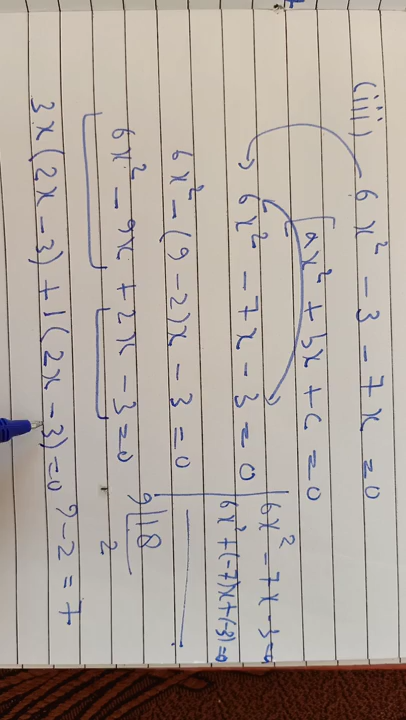 (iii) 6x² - 3 - 7x = 0
ax² + bx + c = 0
6x² - 7x - 3 = 0
6x² - 7x - 3 = 0
6x² + (-7)x + (-3) = 0
6x² - (9 - 2)x - 3 = 0
6x² - 9x + 2x - 3 = 0
9 | 18
2
3x(2x - 3) + 1(2x - 3) = 0
9 - 2 = 7